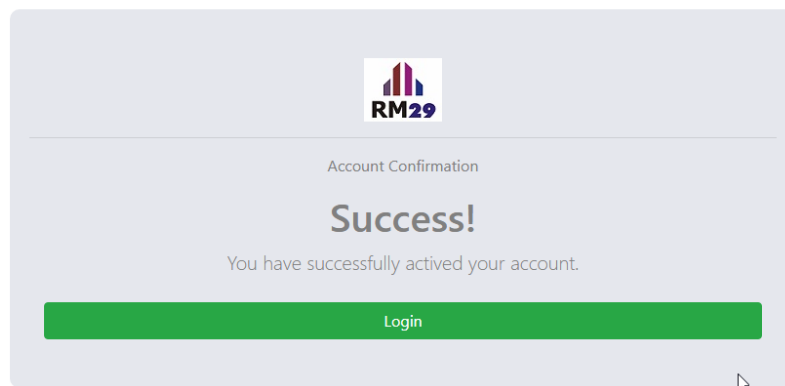 RM29
Account Confirmation
Success!
You have successfully actived your account.
Login